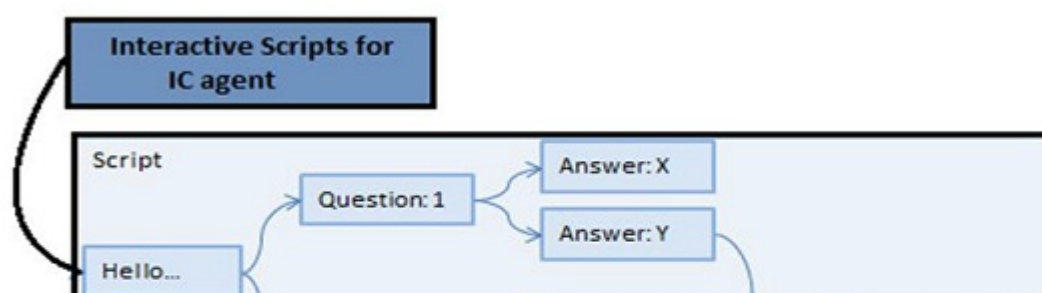 Interactive Scripts for
IC agent
Script
Answer: X
Question: 1
Answer: Y
Hello...